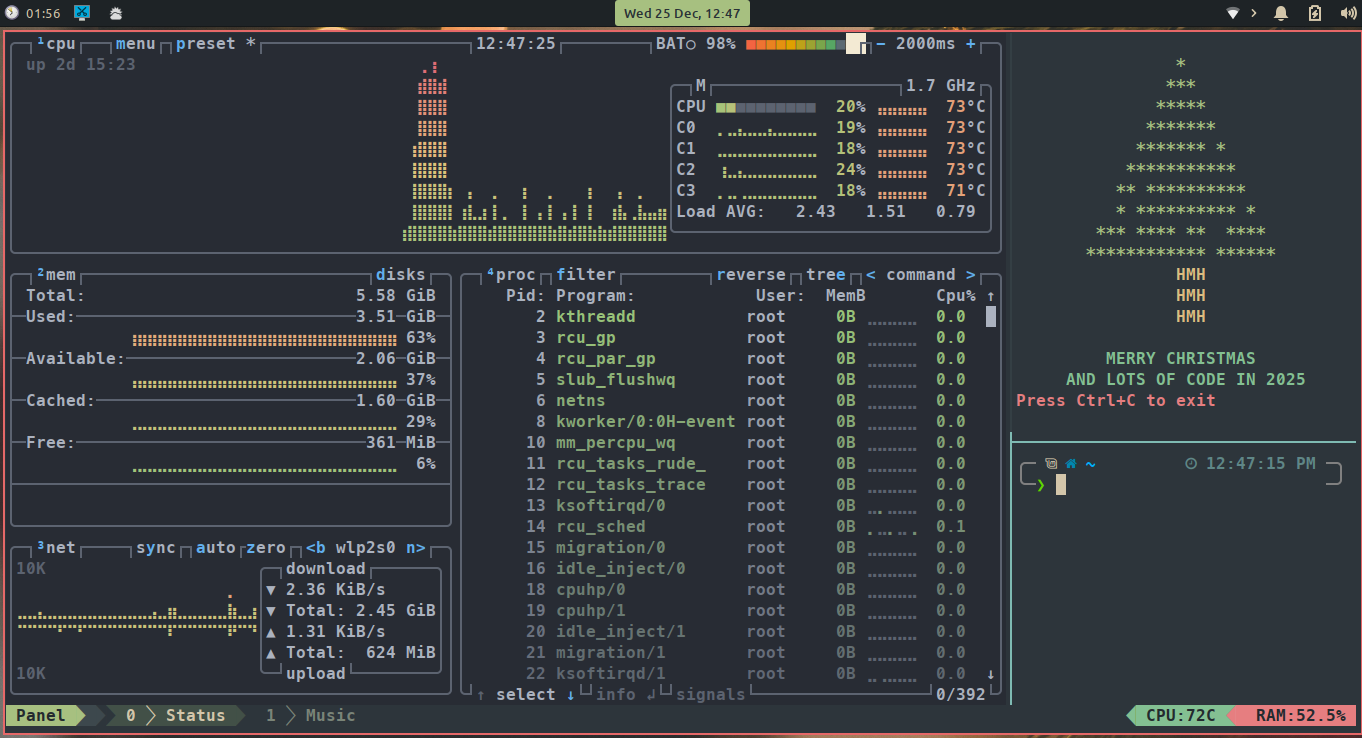 01:56
Wed 25 Dec, 12:47
¹cpu menu preset * 12:47:25 BAT○ 98% − 2000ms +
up 2d 15:23
M 1.7 GHz
CPU 20% 73°C
C0 19% 73°C
C1 18% 73°C
C2 24% 73°C
C3 18% 71°C
Load AVG: 2.43 1.51 0.79
²mem disks
Total: 5.58 GiB
Used: 3.51 GiB
63%
Available: 2.06 GiB
37%
Cached: 1.60 GiB
29%
Free: 361 MiB
6%
³net sync auto zero <b wlp2s0 n>
10K
download
▼ 2.36 KiB/s
▼ Total: 2.45 GiB
▲ 1.31 KiB/s
▲ Total: 624 MiB
10K
upload
⁴proc filter reverse tree < command >
Pid: Program: User: MemB Cpu% ↑
2 kthreadd root 0B 0.0
3 rcu_gp root 0B 0.0
4 rcu_par_gp root 0B 0.0
5 slub_flushwq root 0B 0.0
6 netns root 0B 0.0
8 kworker/0:0H-event root 0B 0.0
10 mm_percpu_wq root 0B 0.0
11 rcu_tasks_rude_ root 0B 0.0
12 rcu_tasks_trace root 0B 0.0
13 ksoftirqd/0 root 0B 0.0
14 rcu_sched root 0B 0.1
15 migration/0 root 0B 0.0
16 idle_inject/0 root 0B 0.0
18 cpuhp/0 root 0B 0.0
19 cpuhp/1 root 0B 0.0
20 idle_inject/1 root 0B 0.0
21 migration/1 root 0B 0.0
22 ksoftirqd/1 root 0B 0.0 ↓
↑ select ↓ info ↲ signals 0/392
*
***
*****
*******
******* *
***********
** **********
* ********** *
*** **** ** ****
************ ******
HMH
HMH
HMH
MERRY CHRISTMAS
AND LOTS OF CODE IN 2025
Press Ctrl+C to exit
~ 12:47:15 PM
❯
Panel 0 Status 1 Music CPU:72C RAM:52.5%